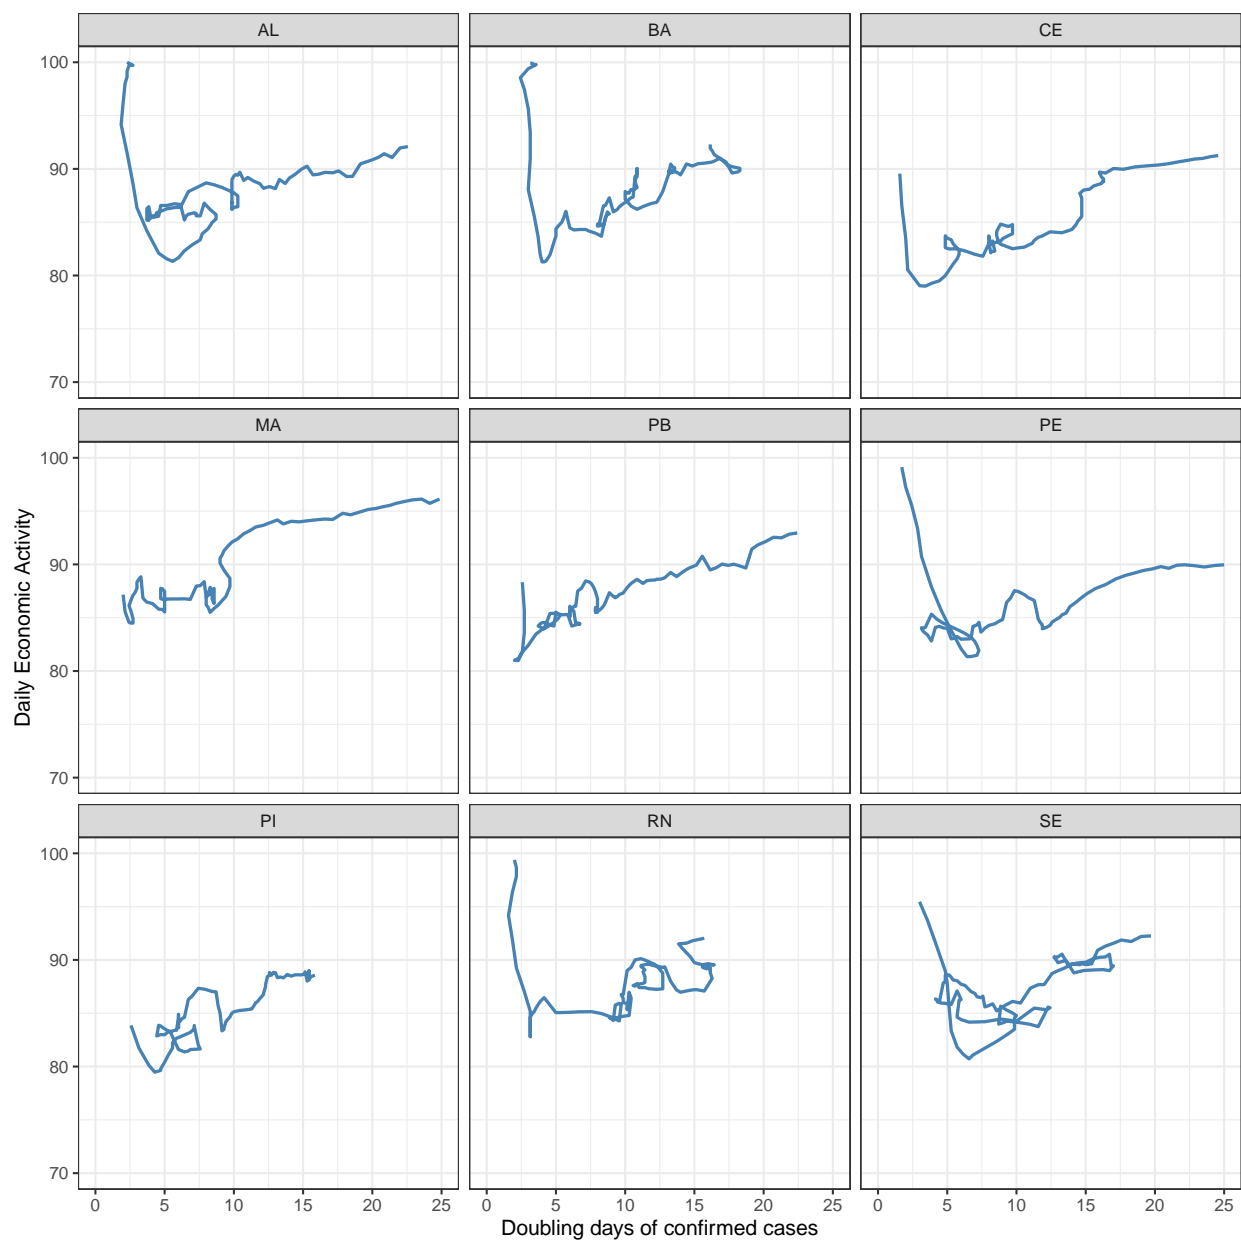 AL BA CE
100
90
80
70
MA PB PE
100
90
80
70
Daily Economic Activity
PI RN SE
100
90
80
70
0 5 10 15 20 25 0 5 10 15 20 25 0 5 10 15 20 25
Doubling days of confirmed cases